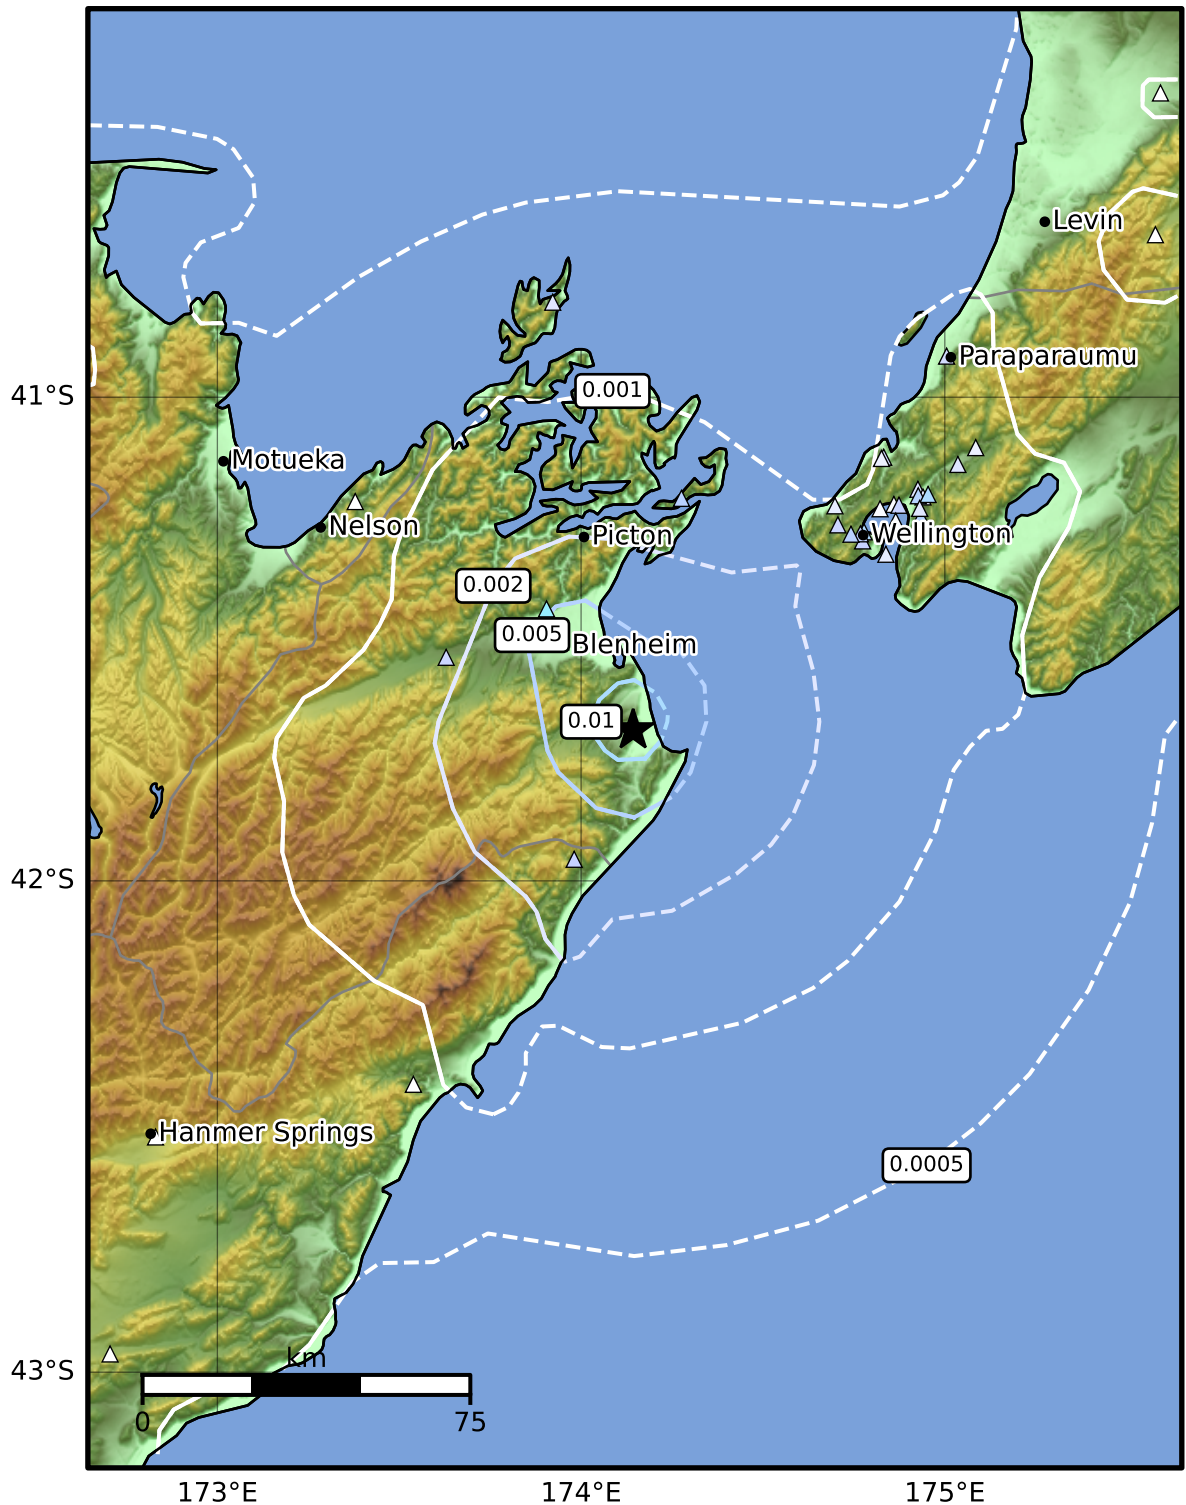 Levin
Paraparaumu
0.001
41°S
Motueka
Nelson
Picton
Wellington
0.002
0.005
Blenheim
0.01
42°S
Hanmer Springs
0.0005
km
43°S
0
75
173°E
174°E
175°E